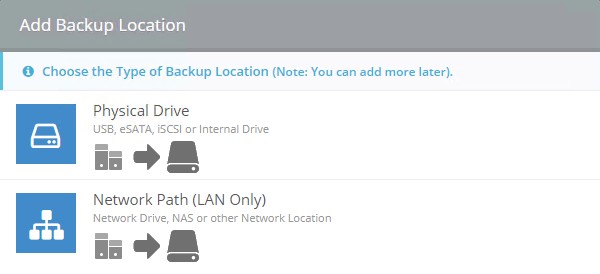 Add Backup Location
Choose the Type of Backup Location (Note: You can add more later).
Physical Drive
USB, eSATA, iSCSI or Internal Drive
Network Path (LAN Only)
Network Drive, NAS or other Network Location